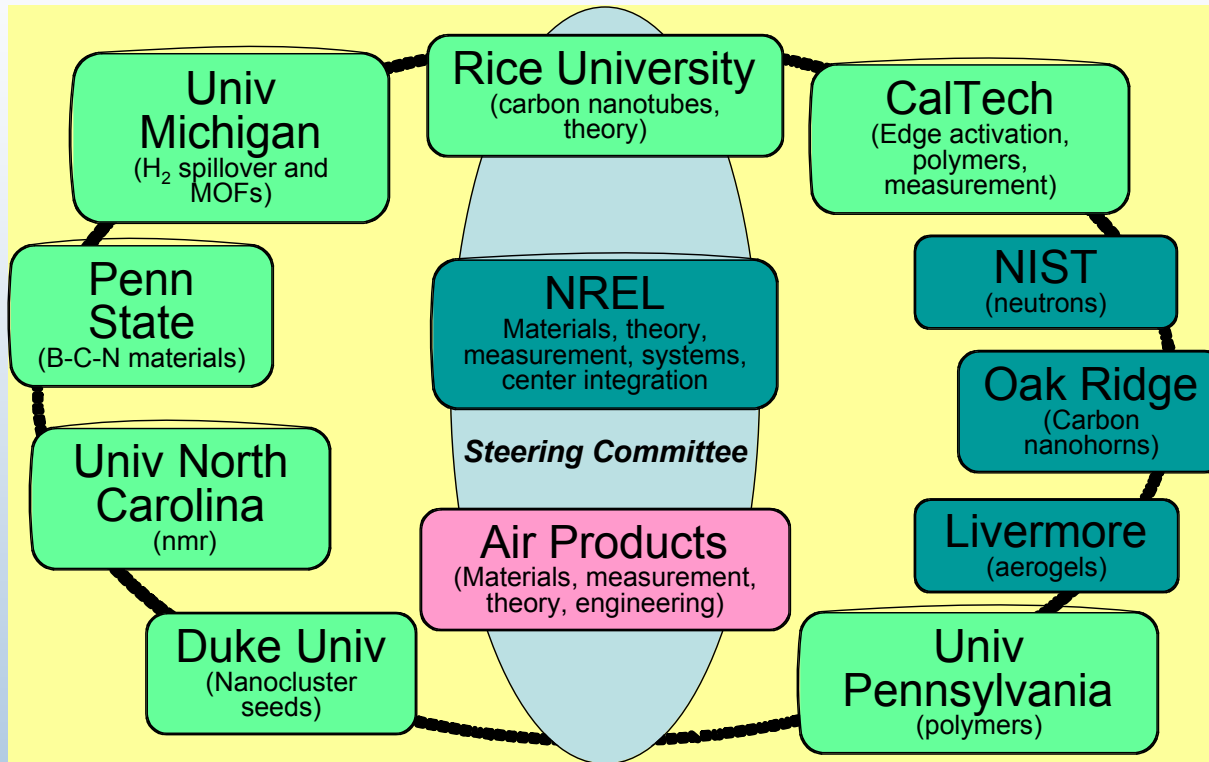 Rice University
(carbon nanotubes,
theory)
Univ
Michigan
(H₂ spillover and
MOFs)
CalTech
(Edge activation,
polymers,
measurement)
Penn
State
(B-C-N materials)
NREL
Materials, theory,
measurement, systems,
center integration
NIST
(neutrons)
Oak Ridge
(Carbon
nanohorns)
Univ North
Carolina
(nmr)
Steering Committee
Livermore
(aerogels)
Air Products
(Materials, measurement,
theory, engineering)
Duke Univ
(Nanocluster
seeds)
Univ
Pennsylvania
(polymers)